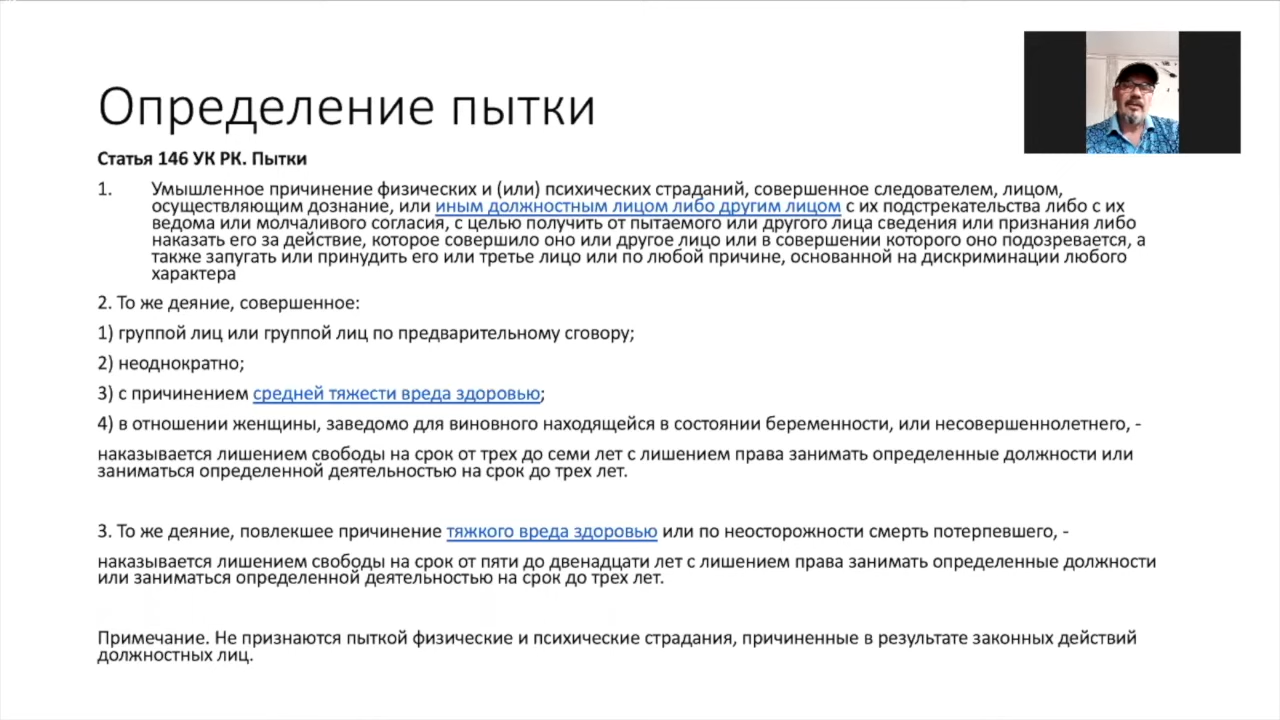 Определение пытки
Статья 146 УК РК. Пытки
1. Умышленное причинение физических и (или) психических страданий, совершенное следователем, лицом,
осуществляющим дознание, или иным должностным лицом либо другим лицом с их подстрекательства либо с их
ведома или молчаливого согласия, с целью получить от пытаемого или другого лица сведения или признания либо
наказать его за действие, которое совершило оно или другое лицо или в совершении которого оно подозревается, а
также запугать или принудить его или третье лицо или по любой причине, основанной на дискриминации любого
характера
2. То же деяние, совершенное:
1) группой лиц или группой лиц по предварительному сговору;
2) неоднократно;
3) с причинением средней тяжести вреда здоровью;
4) в отношении женщины, заведомо для виновного находящейся в состоянии беременности, или несовершеннолетнего, -
наказывается лишением свободы на срок от трех до семи лет с лишением права занимать определенные должности или
заниматься определенной деятельностью на срок до трех лет.
3. То же деяние, повлекшее причинение тяжкого вреда здоровью или по неосторожности смерть потерпевшего, -
наказывается лишением свободы на срок от пяти до двенадцати лет с лишением права занимать определенные должности
или заниматься определенной деятельностью на срок до трех лет.
Примечание. Не признаются пыткой физические и психические страдания, причиненные в результате законных действий
должностных лиц.